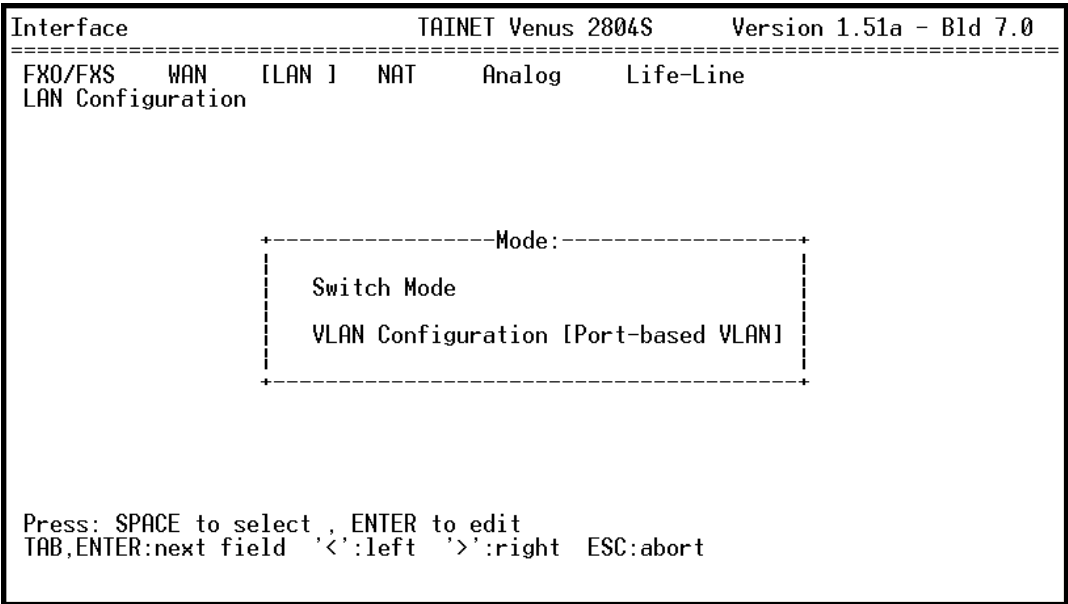 Interface                      TAINET Venus 2804S      Version 1.51a - Bld 7.0
================================================================================
FXO/FXS    WAN    [LAN ]   NAT     Analog     Life-Line
LAN Configuration
+-----------------Mode:------------------+
Switch Mode
VLAN Configuration [Port-based VLAN]
+----------------------------------------+
Press: SPACE to select , ENTER to edit
TAB,ENTER:next field  '<':left  '>':right  ESC:abort